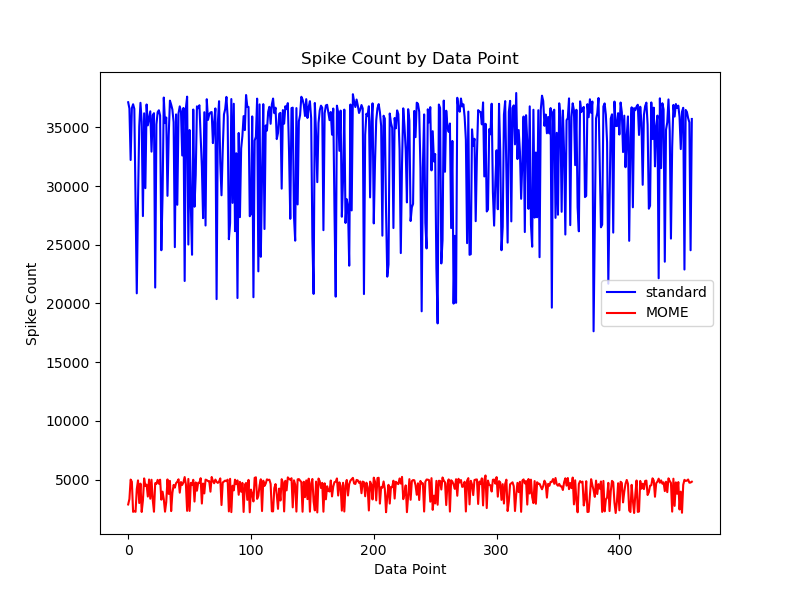 Spike Count by Data Point
Spike Count
35000
30000
25000
20000
15000
10000
5000
standard
MOME
0
100
200
300
400
Data Point